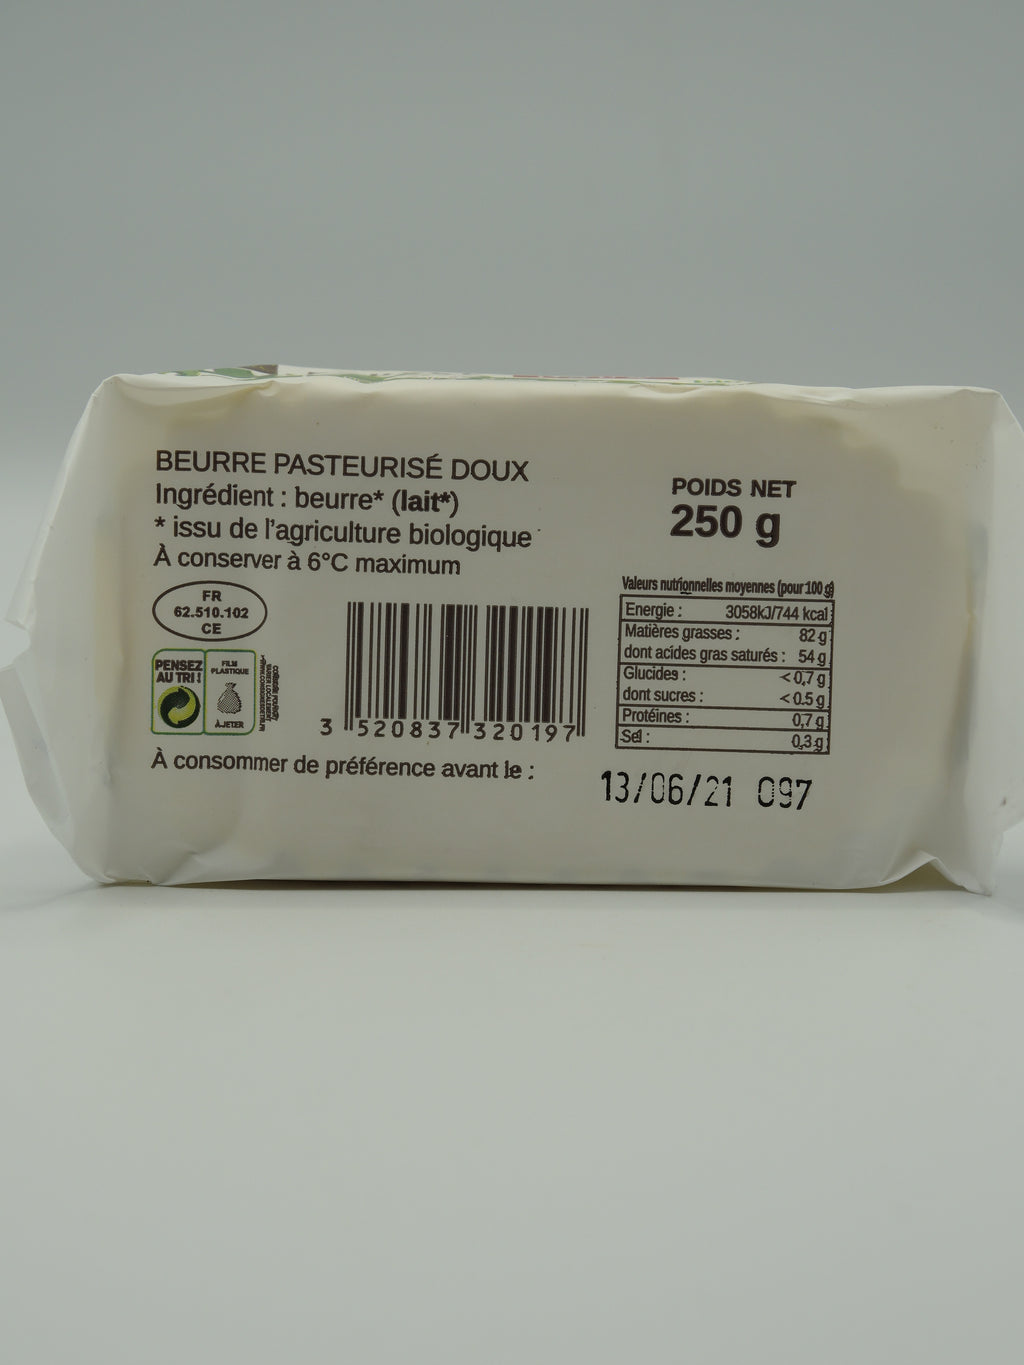 BEURRE PASTEURISÉ DOUX
Ingrédient : beurre* (lait*)
* issu de l'agriculture biologique
À conserver à 6°C maximum
POIDS NET
250 g
FR
62.510.102
CE
PENSEZ
AU TRI !
FILM
PLASTIQUE
À JETER
3 520837 320197
Valeurs nutrionnelles moyennes (pour 100 g)
Energie : 3058kJ/744 kcal
Matières grasses : 82 g
dont acides gras saturés : 54 g
Glucides : < 0,7 g
dont sucres : < 0.5 g
Protéines : 0,7 g
Sel : 0,3 g
À consommer de préférence avant le :
13/06/21 097